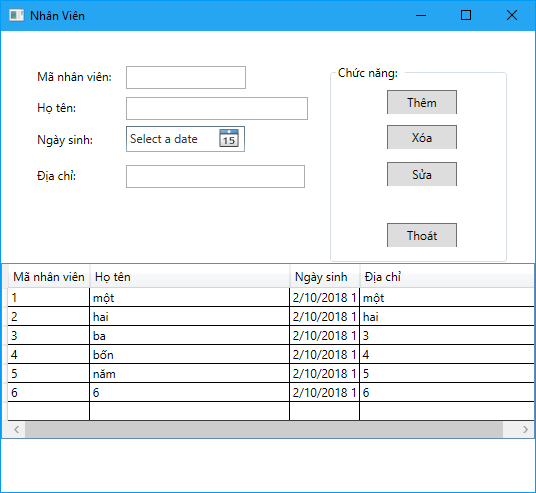 Nhân Viên
Mã nhân viên:
Họ tên:
Ngày sinh: Select a date 15
Địa chỉ:
Chức năng:
Thêm
Xóa
Sửa
Thoát
Mã nhân viên Họ tên Ngày sinh Địa chỉ
1 một 2/10/2018 1 một
2 hai 2/10/2018 1 hai
3 ba 2/10/2018 1 3
4 bốn 2/10/2018 1 4
5 năm 2/10/2018 1 5
6 6 2/10/2018 1 6